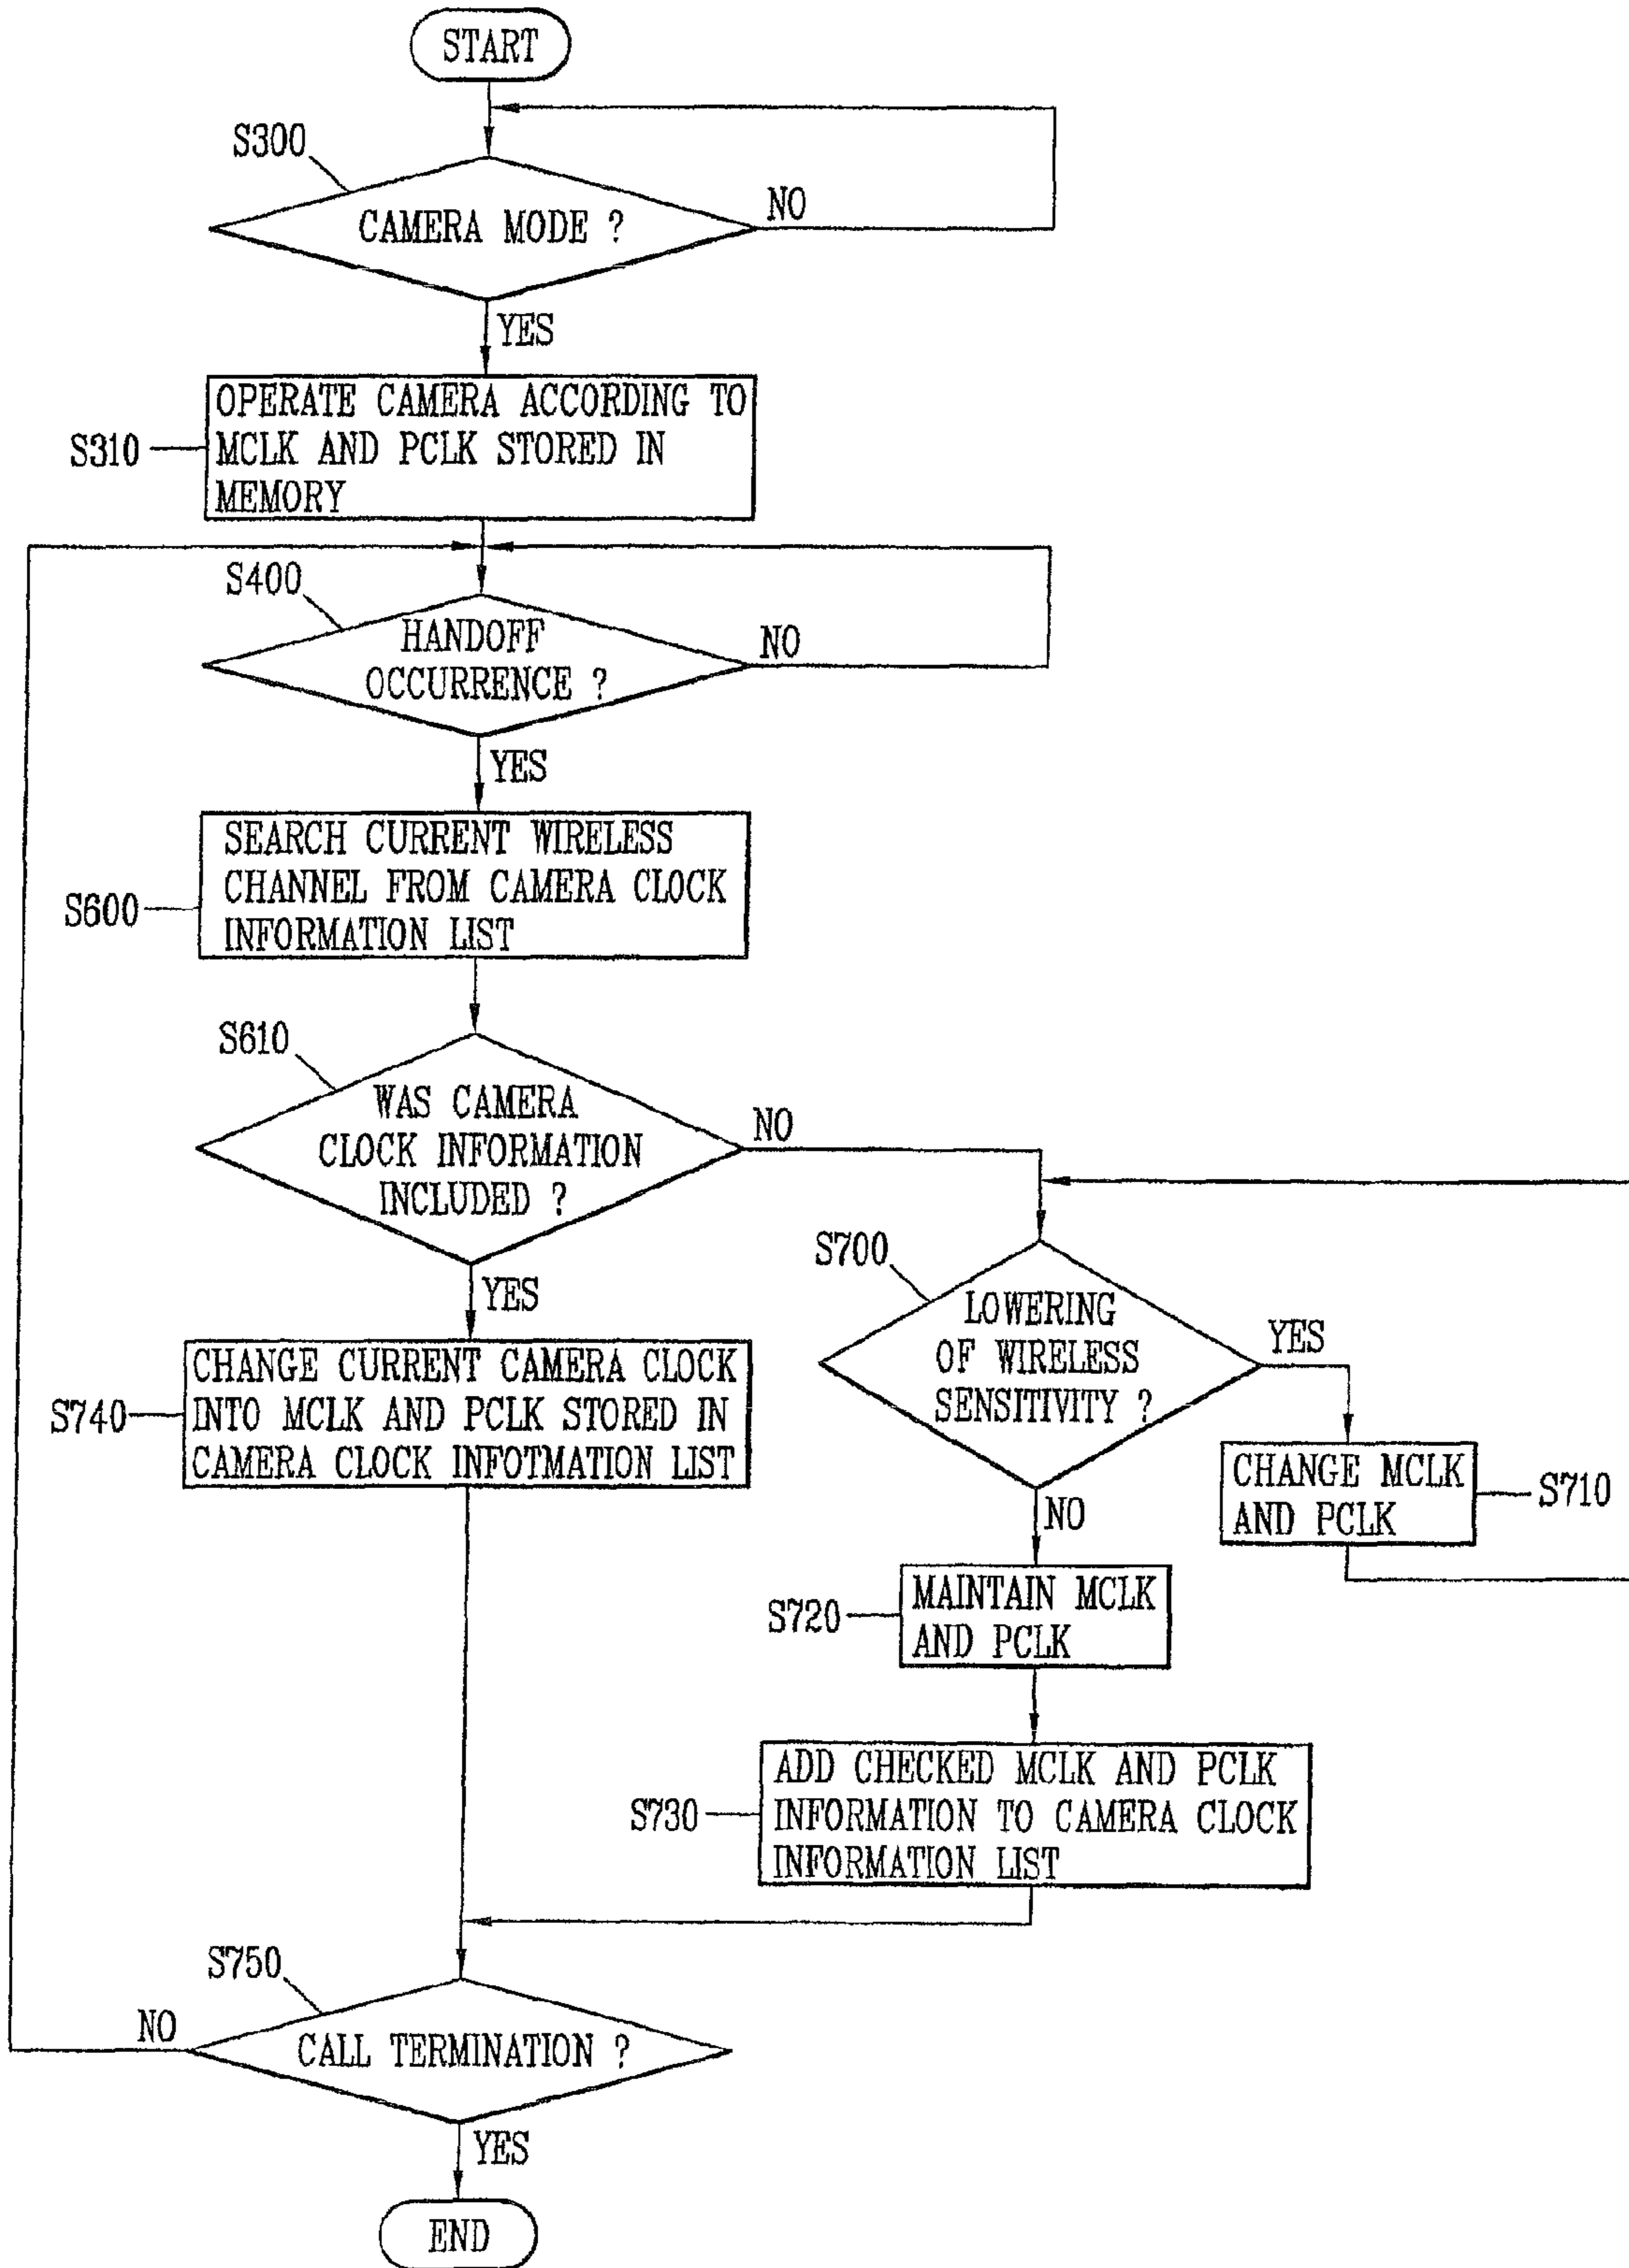 START
S300
CAMERA MODE ?
NO
YES
S310
OPERATE CAMERA ACCORDING TO
MCLK AND PCLK STORED IN
MEMORY
S400
HANDOFF
OCCURRENCE ?
NO
YES
S600
SEARCH CURRENT WIRELESS
CHANNEL FROM CAMERA CLOCK
INFORMATION LIST
S610
WAS CAMERA
CLOCK INFORMATION
INCLUDED ?
NO
YES
S700
LOWERING
OF WIRELESS
SENSITIVITY ?
YES
NO
S740
CHANGE CURRENT CAMERA CLOCK
INTO MCLK AND PCLK STORED IN
CAMERA CLOCK INFOTMATION LIST
CHANGE MCLK
AND PCLK
S710
S720
MAINTAIN MCLK
AND PCLK
S730
ADD CHECKED MCLK AND PCLK
INFORMATION TO CAMERA CLOCK
INFORMATION LIST
S750
CALL TERMINATION ?
NO
YES
END